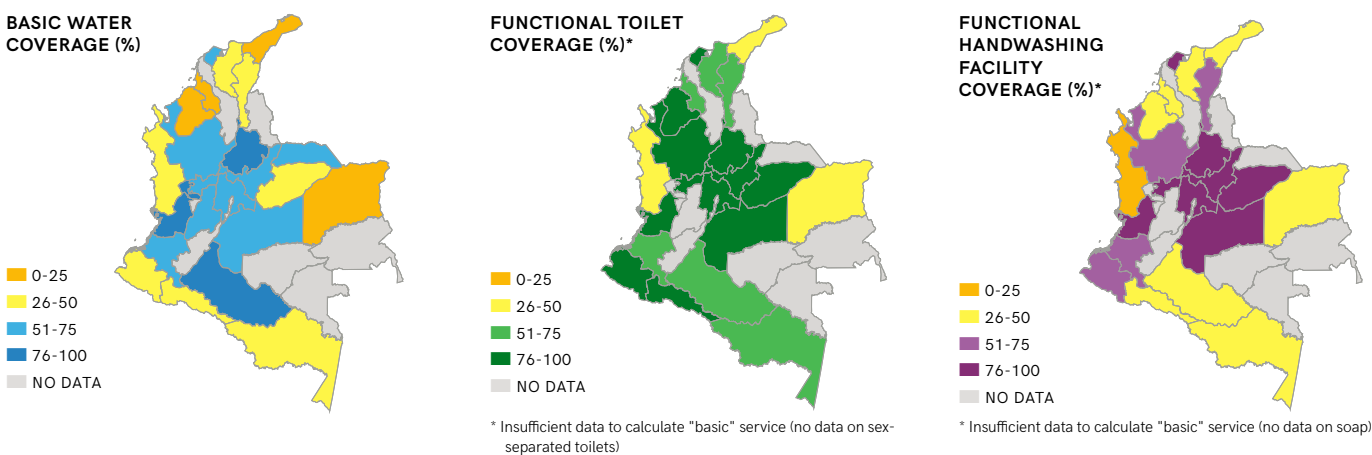 BASIC WATER
COVERAGE (%)
0-25
26-50
51-75
76-100
NO DATA
FUNCTIONAL TOILET
COVERAGE (%)*
0-25
26-50
51-75
76-100
NO DATA
* Insufficient data to calculate "basic" service (no data on sex-
separated toilets)
FUNCTIONAL
HANDWASHING
FACILITY
COVERAGE (%)*
0-25
26-50
51-75
76-100
NO DATA
* Insufficient data to calculate "basic" service (no data on soap)